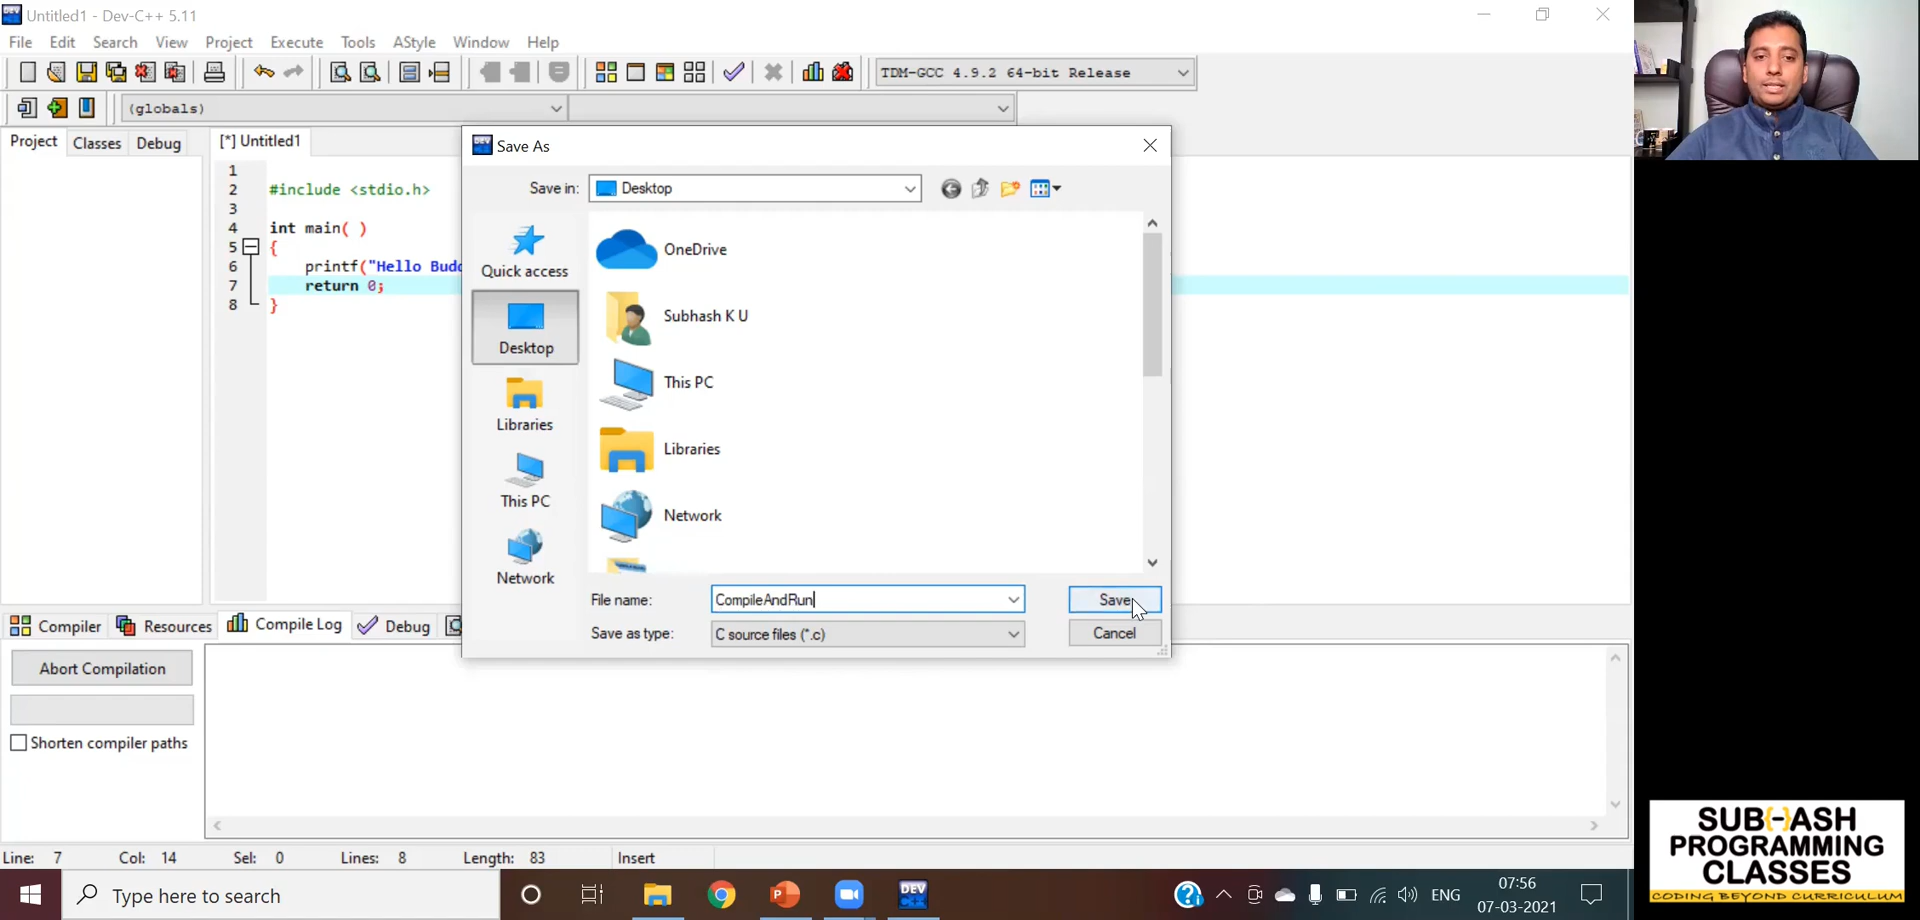 Untitled1 - Dev-C++ 5.11
File Edit Search View Project Execute Tools AStyle Window Help
TDM-GCC 4.9.2 64-bit Release
(globals)
Project Classes Debug
[*] Untitled1
1
2 #include <stdio.h>
3
4 int main( )
5 {
6 printf("Hello Budd
7 return 0;
8 }
Save As
Save in: Desktop
Quick access
Desktop
Libraries
This PC
Network
OneDrive
Subhash K U
This PC
Libraries
Network
File name: CompileAndRun
Save
Save as type: C source files (*.c)
Cancel
Compiler Resources Compile Log Debug
Abort Compilation
Shorten compiler paths
Line: 7 Col: 14 Sel: 0 Lines: 8 Length: 83 Insert
Type here to search
DEV
C++
ENG
07:56
07-03-2021
SUB{-}ASH
PROGRAMMING
CLASSES
CODING BEYOND CURRICULUM